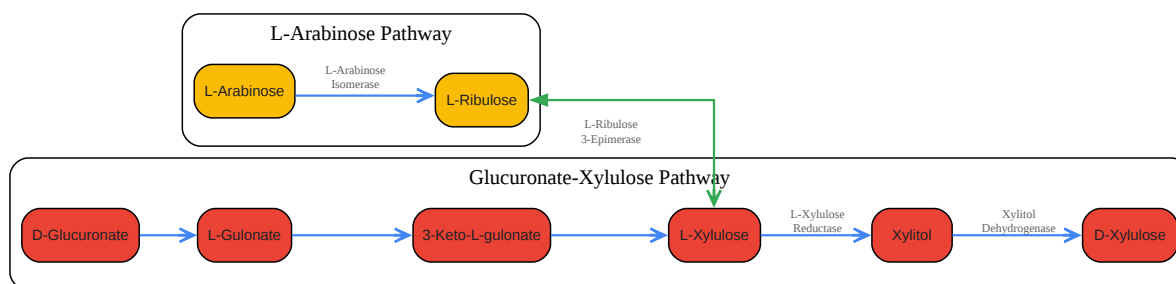 L-Arabinose Pathway
L-Arabinose
L-Arabinose
Isomerase
L-Ribulose
L-Ribulose
3-Epimerase
Glucuronate-Xylulose Pathway
D-Glucuronate
L-Gulonate
3-Keto-L-gulonate
L-Xylulose
L-Xylulose
Reductase
Xylitol
Xylitol
Dehydrogenase
D-Xylulose